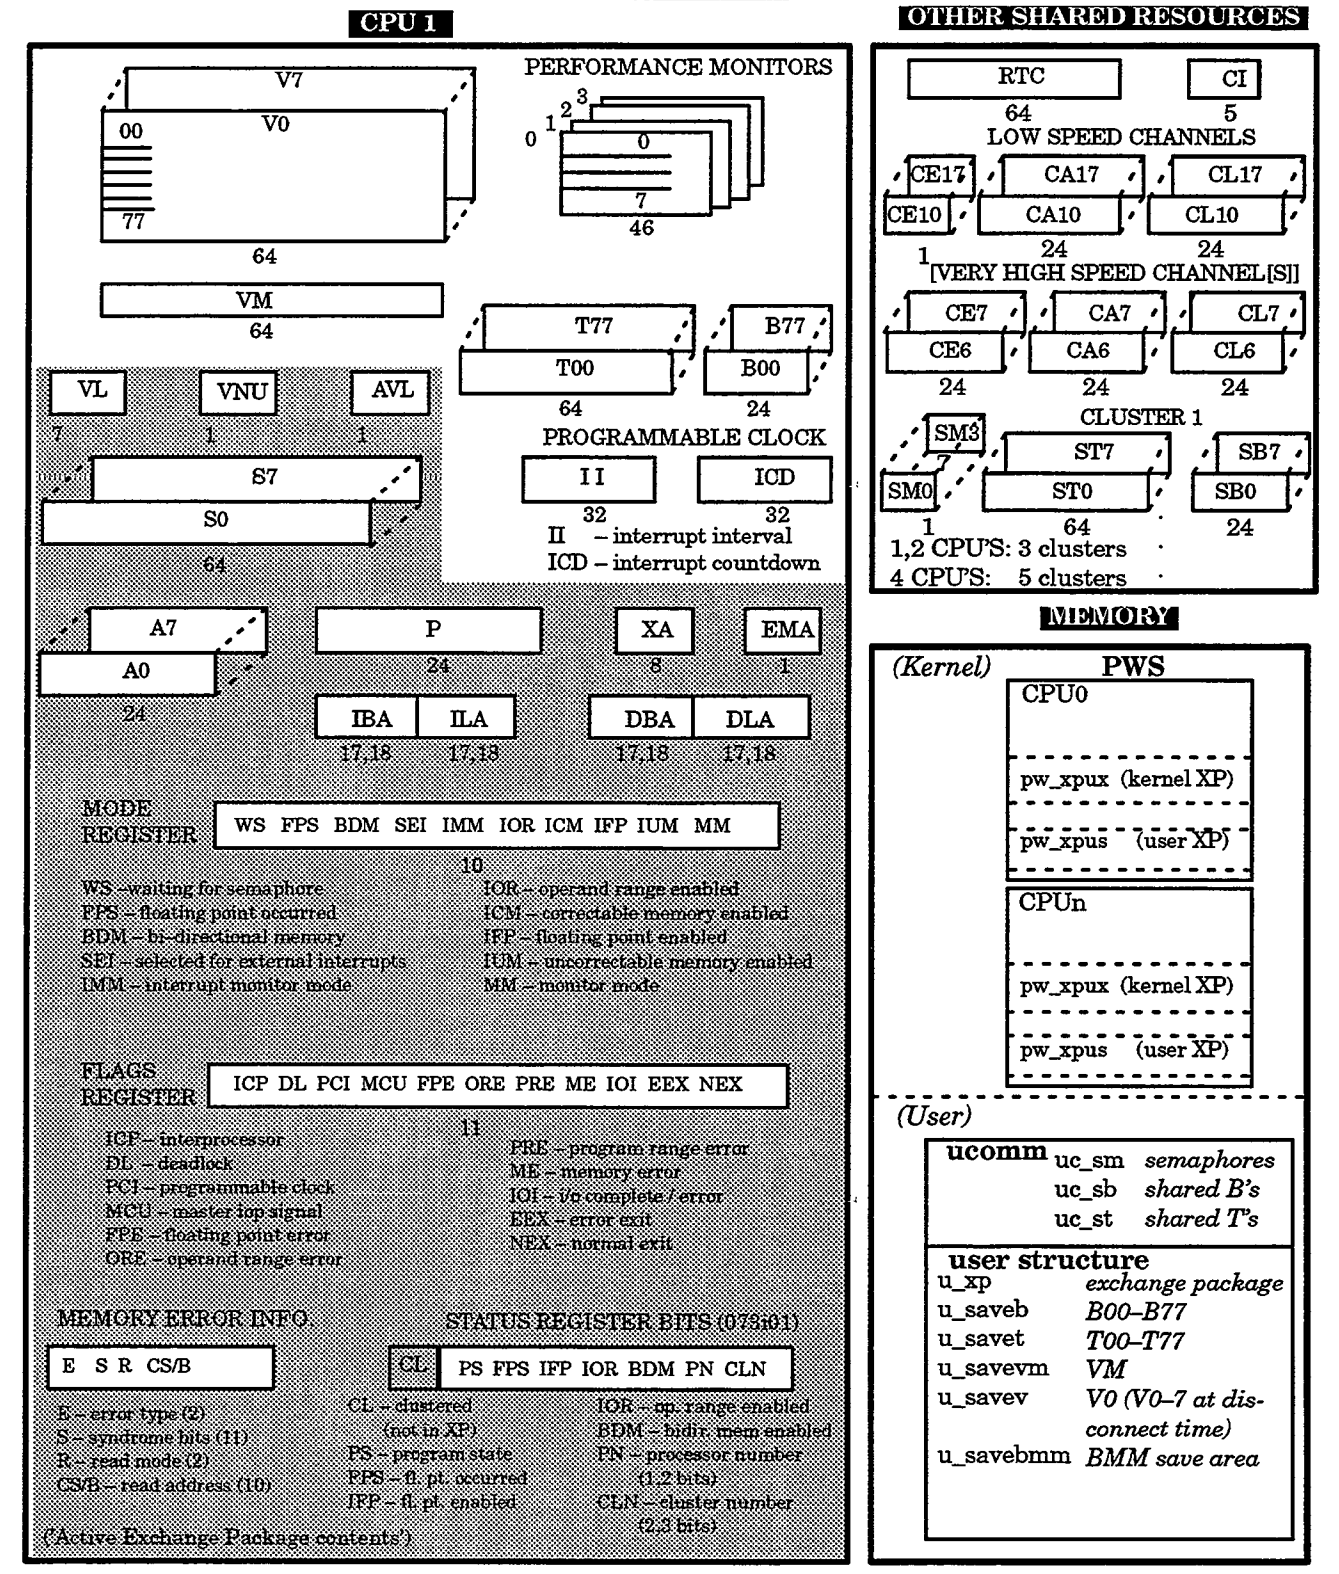 CPU 1
V7
V0
00
77
64
VM
64
PERFORMANCE MONITORS
3
2
1
0
0
7
46
T77
T00
64
B77
B00
24
VL
7
VNU
1
AVL
1
S7
S0
64
PROGRAMMABLE CLOCK
II
32
ICD
32
II – interrupt interval
ICD – interrupt countdown
A7
A0
24
P
24
XA
8
EMA
1
IBA ILA
17,18 17,18
DBA DLA
17,18 17,18
MODE
REGISTER
WS FPS BDM SEI IMM IOR ICM IFP IUM MM
10
WS –waiting for semaphore
FPS – floating point occurred
BDM – bi-directional memory
SEI – selected for external interrupts
IMM – interrupt monitor mode
IOR – operand range enabled
ICM – correctable memory enabled
IFP – floating point enabled
IUM – uncorrectable memory enabled
MM – monitor mode
FLAGS
REGISTER
ICP DL PCI MCU FPE ORE PRE ME IOI EEX NEX
11
ICP – interprocessor
DL – deadlock
PCI – programmable clock
MCU – master iop signal
FPE – floating point error
ORE – operand range error
PRE – program range error
ME – memory error
IOI – i/o complete / error
EEX – error exit
NEX – normal exit
MEMORY ERROR INFO.
E S R CS/B
E – error type (2)
S – syndrome bits (11)
R – read mode (2)
CS/B – read address (10)
STATUS REGISTER BITS (073i01)
CL
PS FPS IFP IOR BDM PN CLN
CL – clustered
(not in XP)
PS – program state
FPS – fl. pt. occurred
IFP – fl. pt. enabled
IOR – op. range enabled
BDM – bidir. mem enabled
PN – processor number
(1,2 bits)
CLN – cluster number
(2,3 bits)
('Active Exchange Package contents')
OTHER SHARED RESOURCES
RTC
64
CI
5
LOW SPEED CHANNELS
CE17 CA17 CL17
CE10 CA10 CL10
1 24 24
[VERY HIGH SPEED CHANNEL[S]]
CE7 CA7 CL7
CE6 CA6 CL6
24 24 24
CLUSTER 1
SM3
7
SM0
1
ST7
ST0
64
SB7
SB0
24
1,2 CPU'S: 3 clusters
4 CPU'S: 5 clusters
MEMORY
(Kernel) PWS
CPU0
pw_xpux (kernel XP)
pw_xpus (user XP)
CPUn
pw_xpux (kernel XP)
pw_xpus (user XP)
(User)
ucomm
uc_sm semaphores
uc_sb shared B's
uc_st shared T's
user structure
u_xp exchange package
u_saveb B00–B77
u_savet T00–T77
u_savevm VM
u_savev V0 (V0–7 at dis-
connect time)
u_savebmm BMM save area